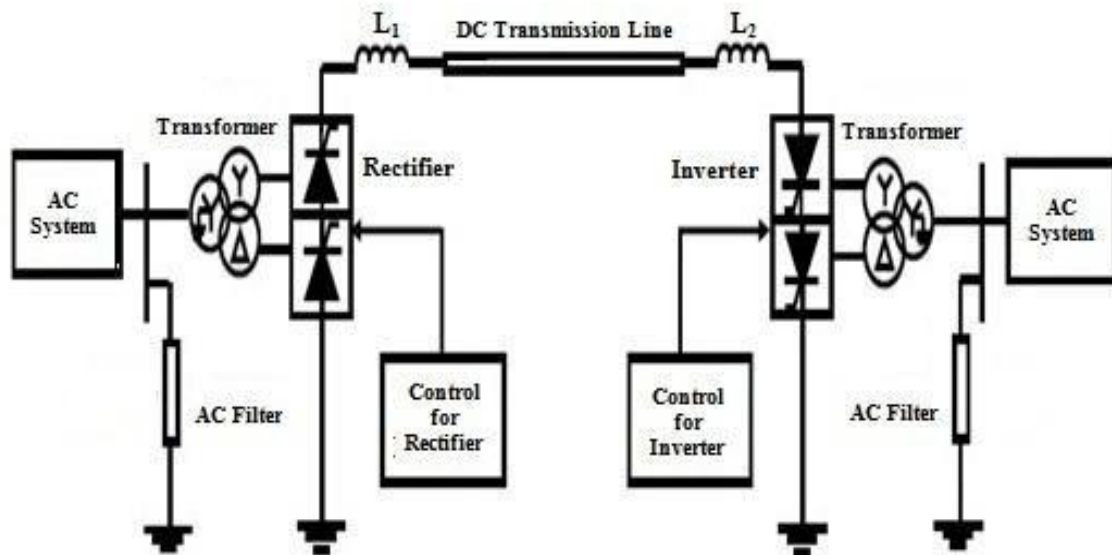 L₁
DC Transmission Line
L₂
Transformer
Rectifier
AC
System
Y
Y
Δ
AC Filter
Control
for
Rectifier
Inverter
Transformer
AC
System
Y
Y
Δ
Control
for
Inverter
AC Filter